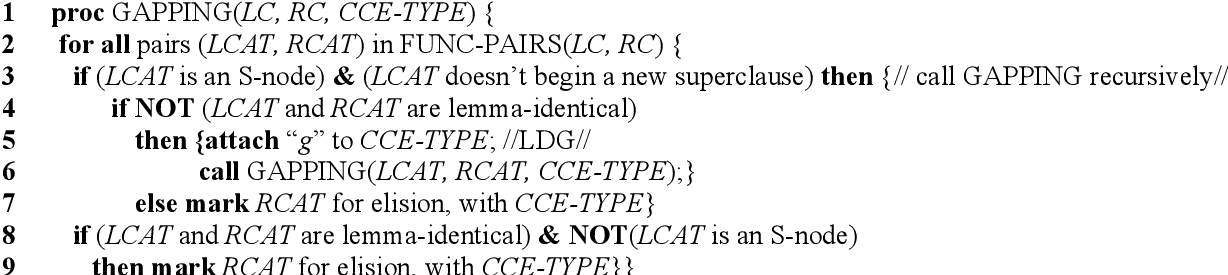 1 proc GAPPING(LC, RC, CCE-TYPE) {
2 for all pairs (LCAT, RCAT) in FUNC-PAIRS(LC, RC) {
3 if (LCAT is an S-node) & (LCAT doesn't begin a new superclause) then {// call GAPPING recursively//
4 if NOT (LCAT and RCAT are lemma-identical)
5 then {attach “g” to CCE-TYPE; //LDG//
6 call GAPPING(LCAT, RCAT, CCE-TYPE);}
7 else mark RCAT for elision, with CCE-TYPE}
8 if (LCAT and RCAT are lemma-identical) & NOT(LCAT is an S-node)
9 then mark RCAT for elision, with CCE-TYPE}}